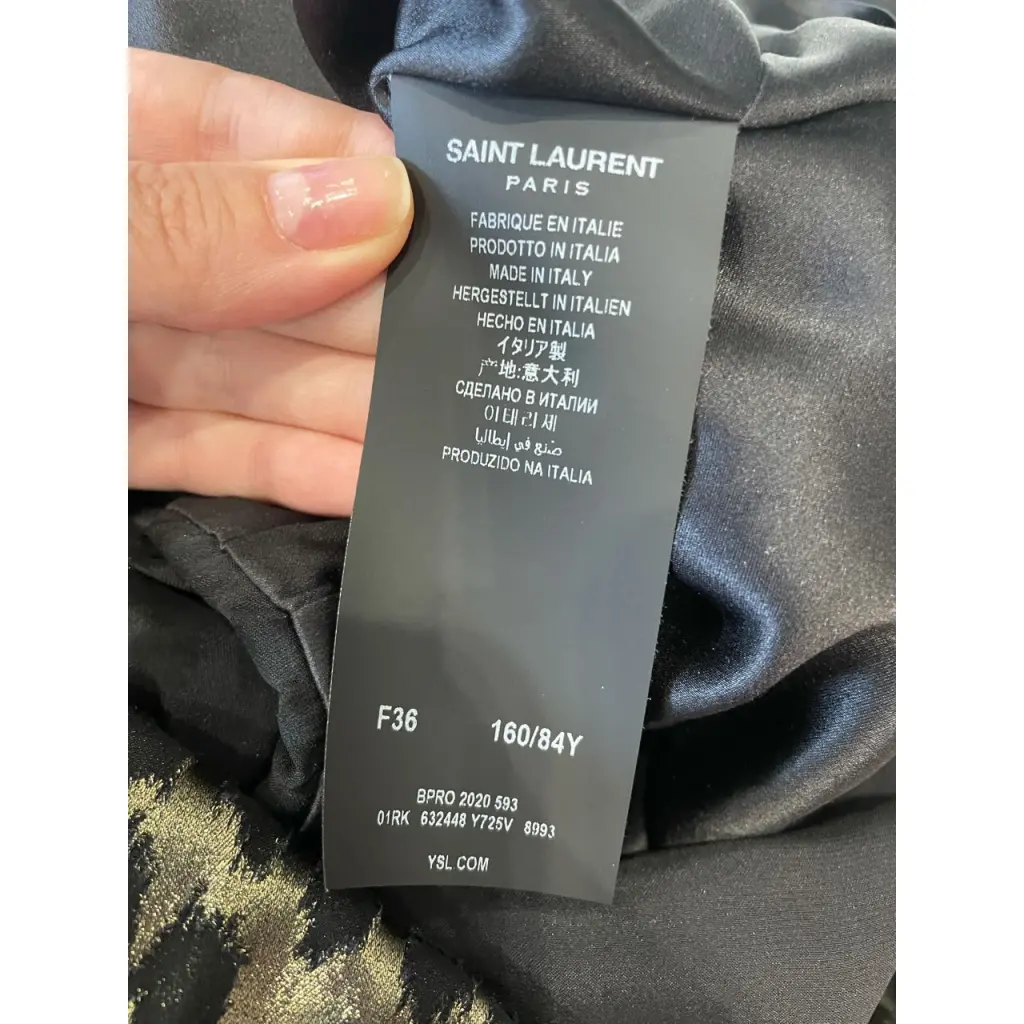 SAINT LAURENT
PARIS
FABRIQUE EN ITALIE
PRODOTTO IN ITALIA
MADE IN ITALY
HERGESTELLT IN ITALIEN
HECHO EN ITALIA
イタリア製
产地:意大利
СДЕЛАНО В ИТАЛИИ
이태리제
صنع في إيطاليا
PRODUZIDO NA ITALIA
F36 160/84Y
BPRO 2020 593
01RK 632448 Y725V 8993
YSL.COM